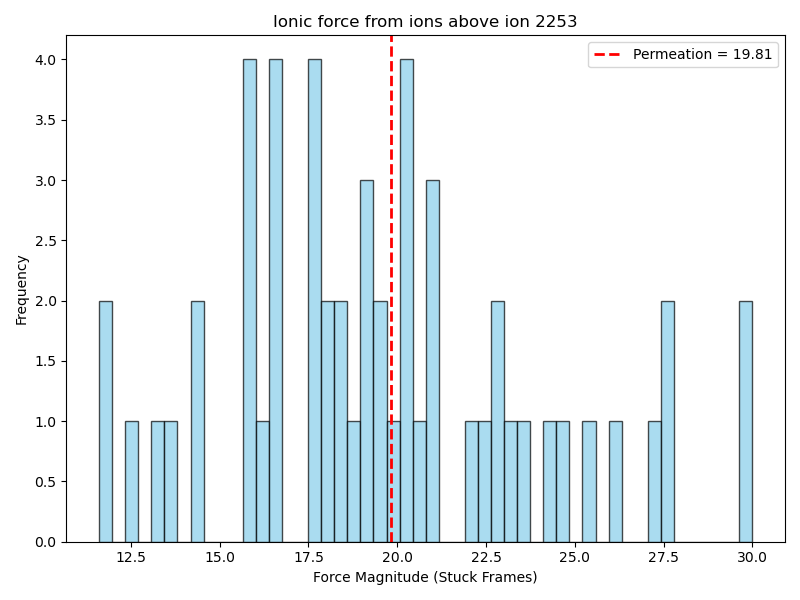 Ionic force from ions above ion 2253
Permeation = 19.81
4.0
3.5
3.0
2.5
2.0
1.5
1.0
0.5
0.0
Frequency
12.5 15.0 17.5 20.0 22.5 25.0 27.5 30.0
Force Magnitude (Stuck Frames)